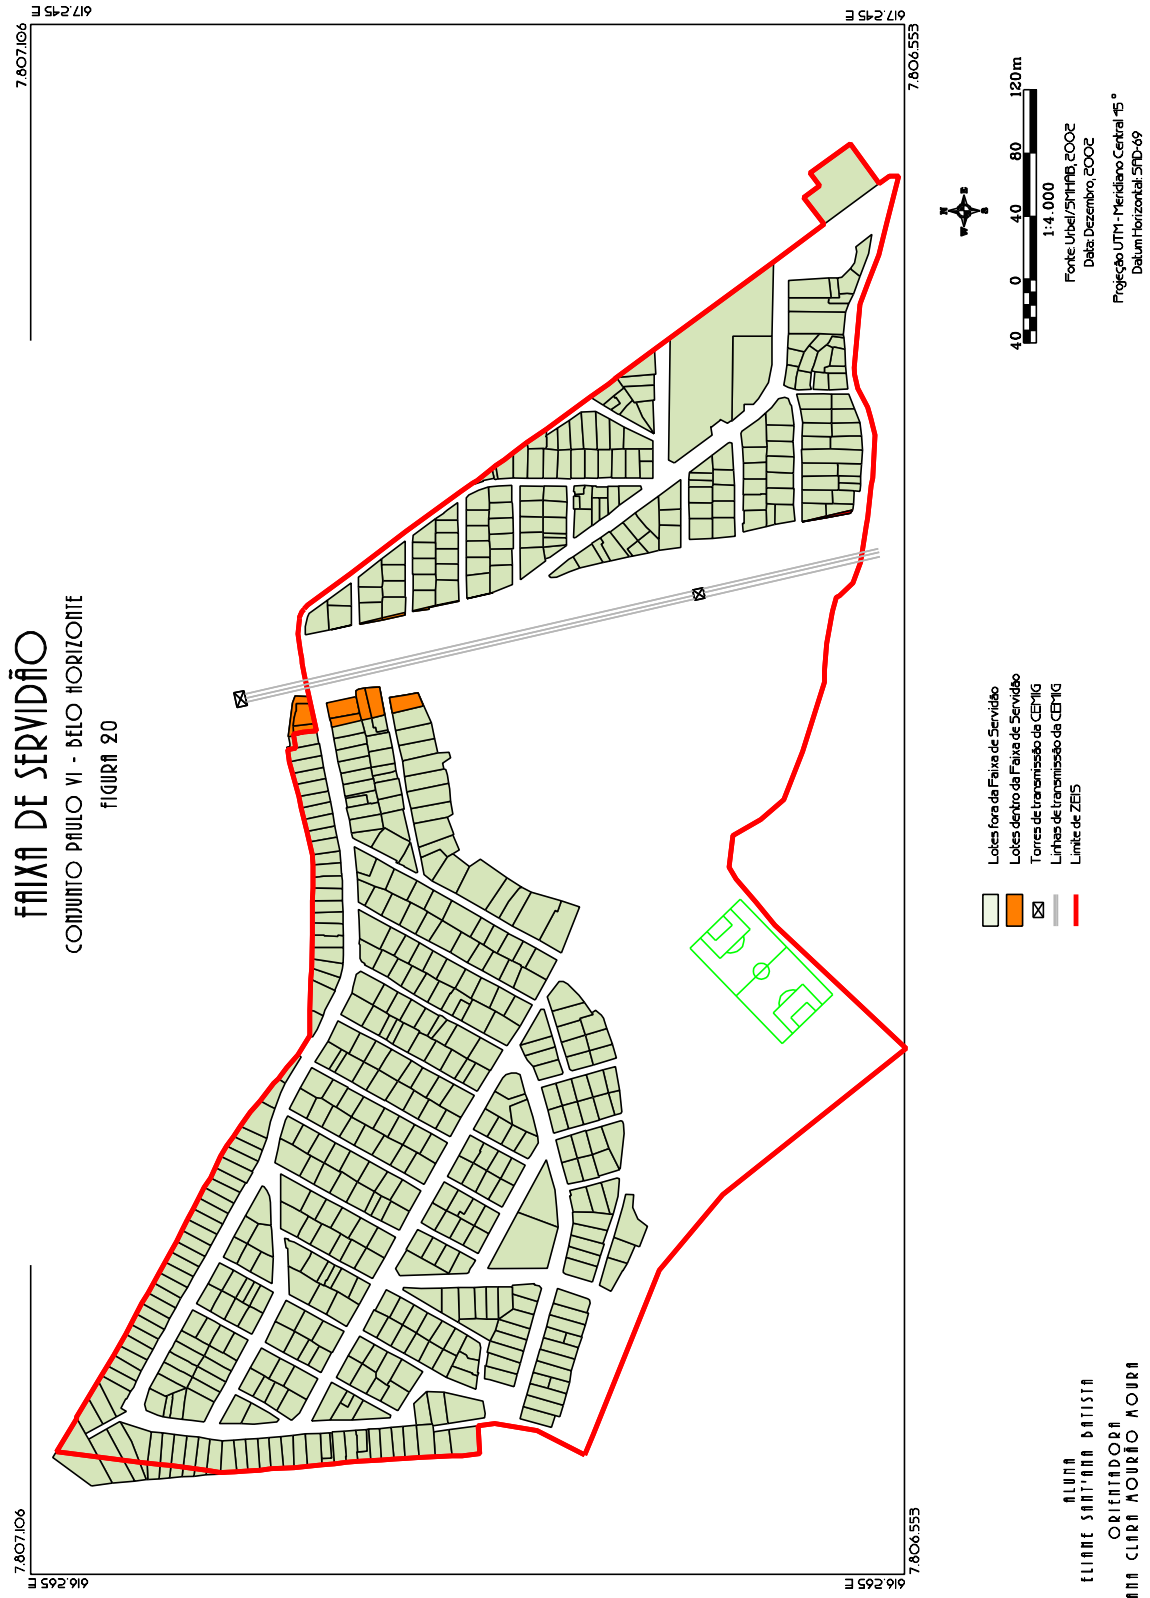 FAIXA DE SERVIDÃO
CONJUNTO PAULO VI - BELO HORIZONTE
FIGURA 20
7.807.106
616.265 E
7.807.106
617.245 E
7.806.553
616.265 E
7.806.553
617.245 E
Lotes fora da Faixa de Servidão
Lotes dentro da Faixa de Servidão
Torres de transmissão da CEMIG
Linhas de transmissão da CEMIG
Limite de ZEIS
N
W E
S
40 0 40 80 120m
1:4.000
Fonte: Urbel/SMHAB, 2002
Data: Dezembro, 2002
Projeção UTM - Meridiano Central 45°
Datum Horizontal: SAD-69
ALUNA
ELIANE SANT'ANA BATISTA
ORIENTADORA
ANA CLARA MOURÃO MOURA